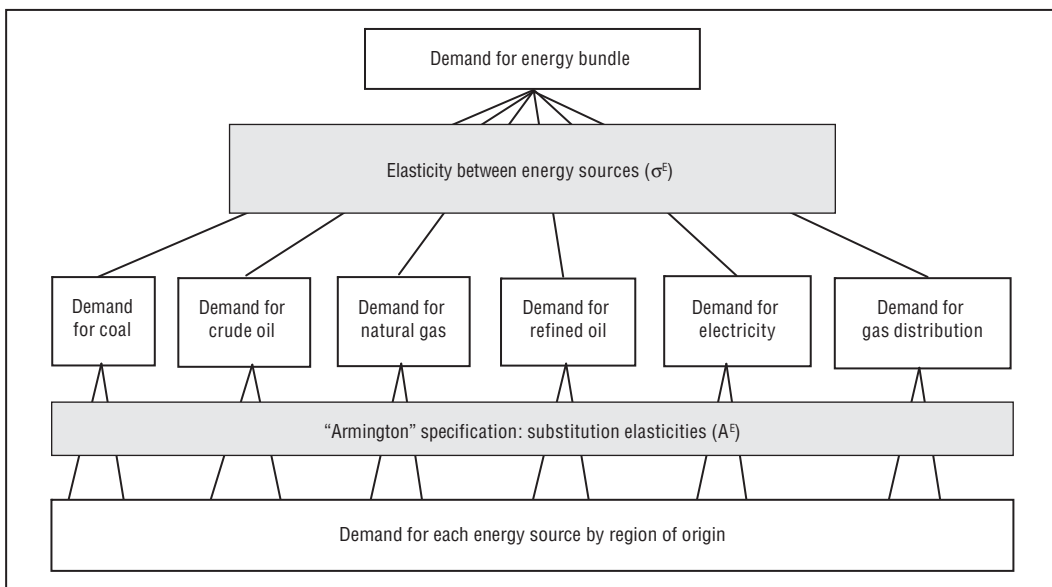 Demand for energy bundle
Elasticity between energy sources (σᴱ)
Demand
for coal
Demand for
crude oil
Demand for
natural gas
Demand for
refined oil
Demand for
electricity
Demand for
gas distribution
“Armington” specification: substitution elasticities (Aᴱ)
Demand for each energy source by region of origin